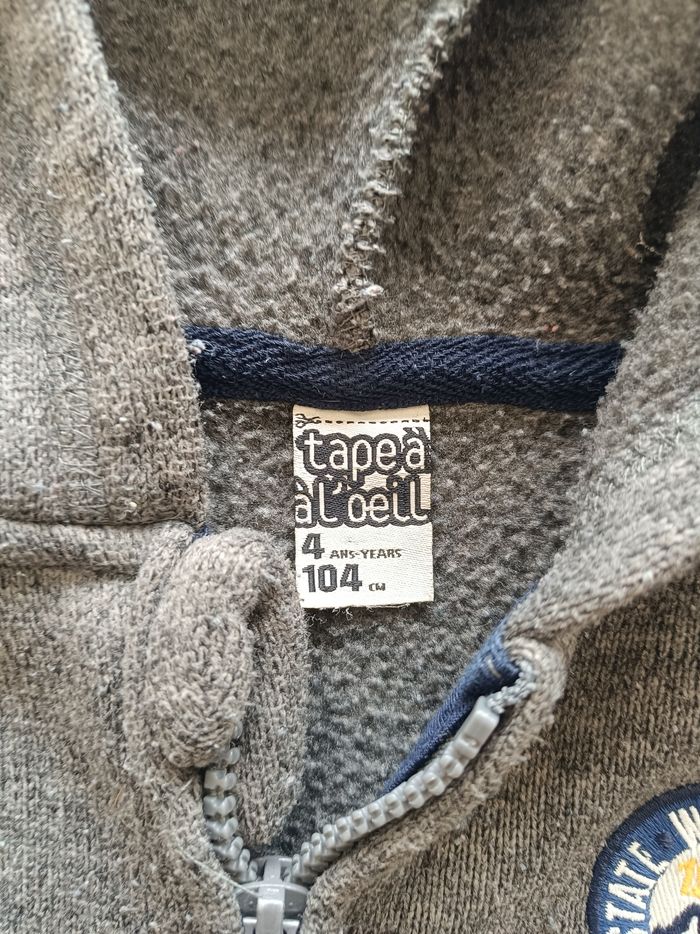 tape à
à l'oeil
4 ANS-YEARS
104 CM
STATE